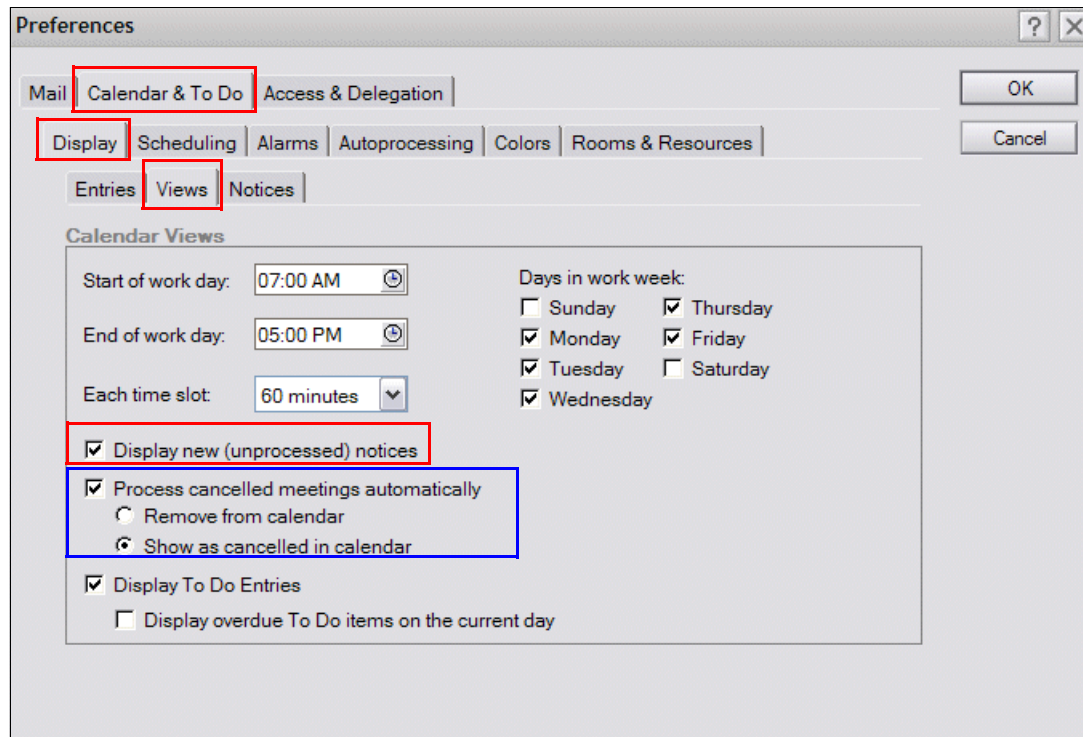 Preferences
?
Mail Calendar & To Do Access & Delegation
OK
Display Scheduling Alarms Autoprocessing Colors Rooms & Resources
Cancel
Entries Views Notices
Calendar Views
Start of work day: 07:00 AM
Days in work week:
Sunday Thursday
End of work day: 05:00 PM
Monday Friday
Tuesday Saturday
Each time slot: 60 minutes
Wednesday
Display new (unprocessed) notices
Process cancelled meetings automatically
Remove from calendar
Show as cancelled in calendar
Display To Do Entries
Display overdue To Do items on the current day